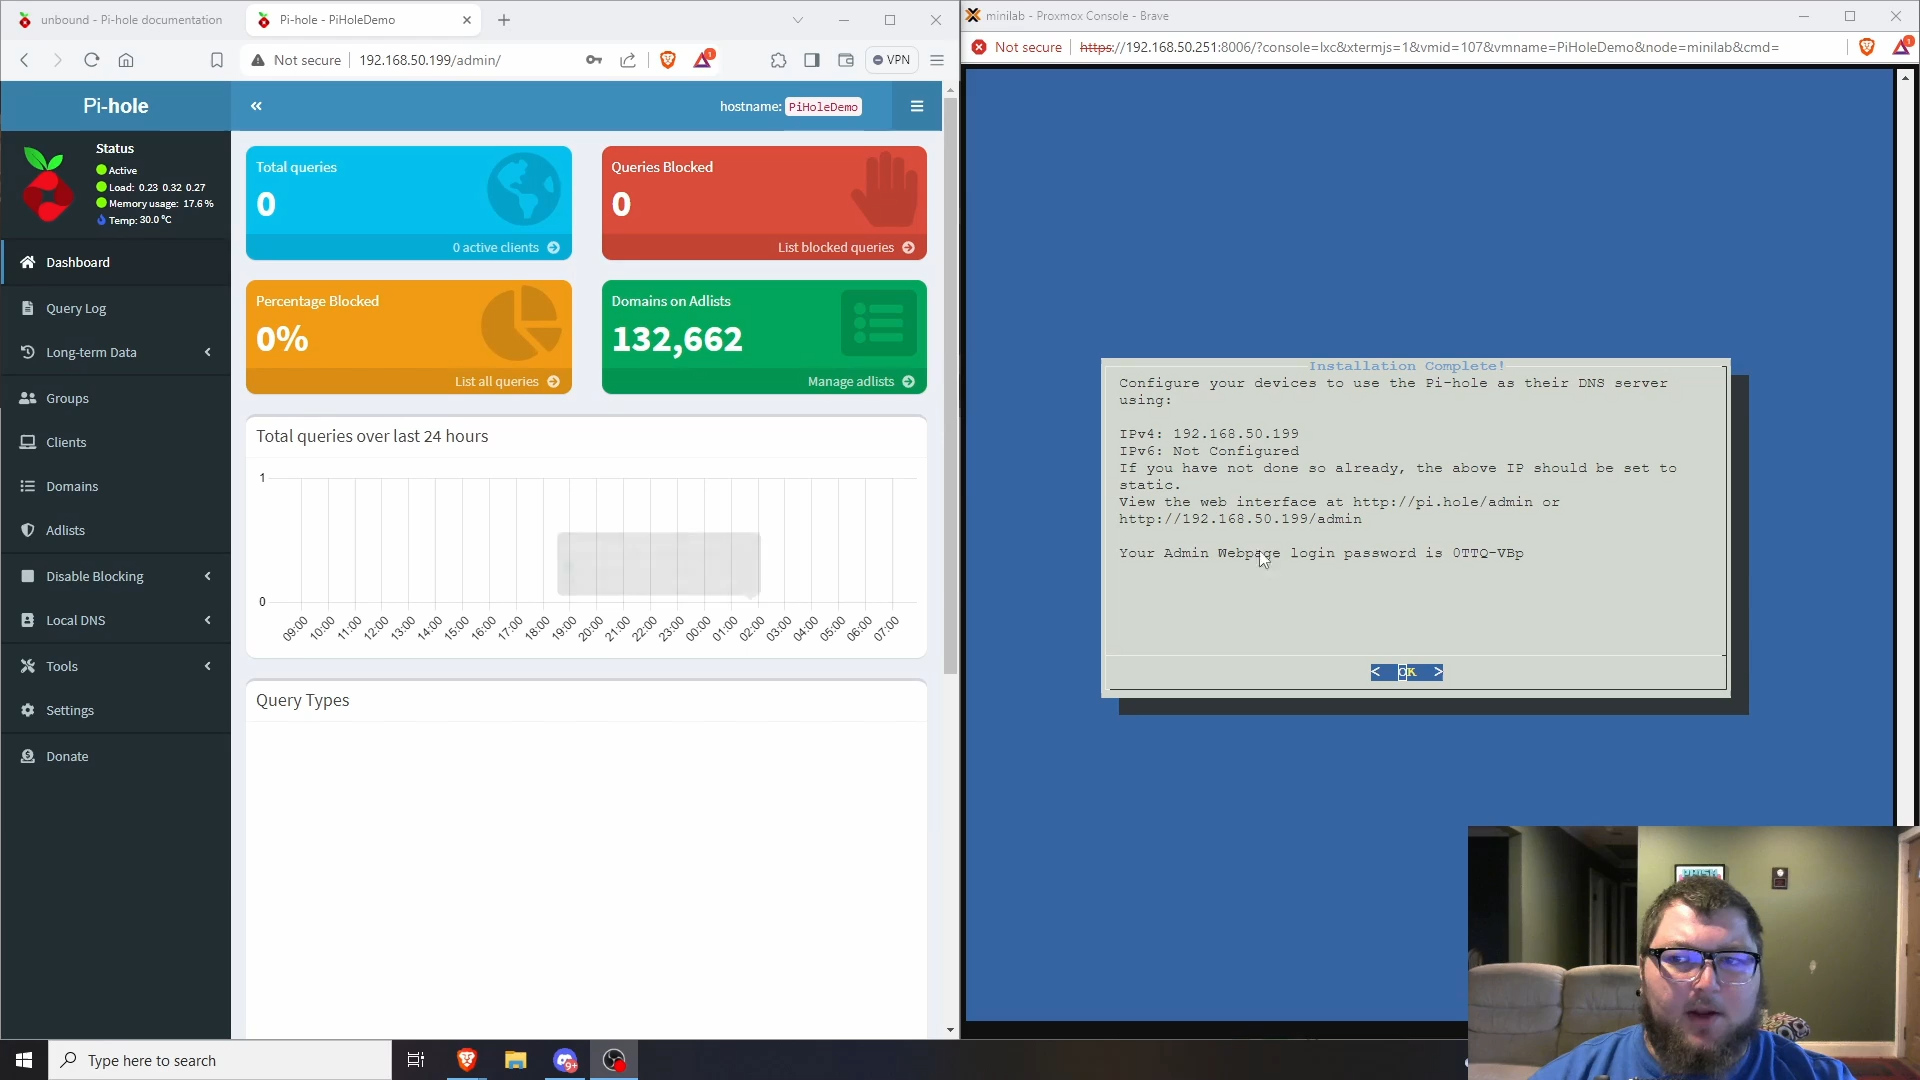 unbound - Pi-hole documentation
Pi-hole - PiHoleDemo
Not secure
192.168.50.199/admin/
1
VPN
Pi-hole
hostname: PiHoleDemo
Status
Active
Load: 0.23 0.32 0.27
Memory usage: 17.6 %
Temp: 30.0 °C
Dashboard
Query Log
Long-term Data
Groups
Clients
Domains
Adlists
Disable Blocking
Local DNS
Tools
Settings
Donate
Total queries
0
0 active clients
Queries Blocked
0
List blocked queries
Percentage Blocked
0%
List all queries
Domains on Adlists
132,662
Manage adlists
Total queries over last 24 hours
1
0
09:00 10:00 11:00 12:00 13:00 14:00 15:00 16:00 17:00 18:00 19:00 20:00 21:00 22:00 23:00 00:00 01:00 02:00 03:00 04:00 05:00 06:00 07:00
Query Types
minilab - Proxmox Console - Brave
Not secure
https://192.168.50.251:8006/?console=lxc&xtermjs=1&vmid=107&vmname=PiHoleDemo&node=minilab&cmd=
1
Installation Complete!
Configure your devices to use the Pi-hole as their DNS server
using:
IPv4: 192.168.50.199
IPv6: Not Configured
If you have not done so already, the above IP should be set to
static.
View the web interface at http://pi.hole/admin or
http://192.168.50.199/admin
Your Admin Webpage login password is 0TTQ-VBp
< OK >
PHISH
Type here to search
9+